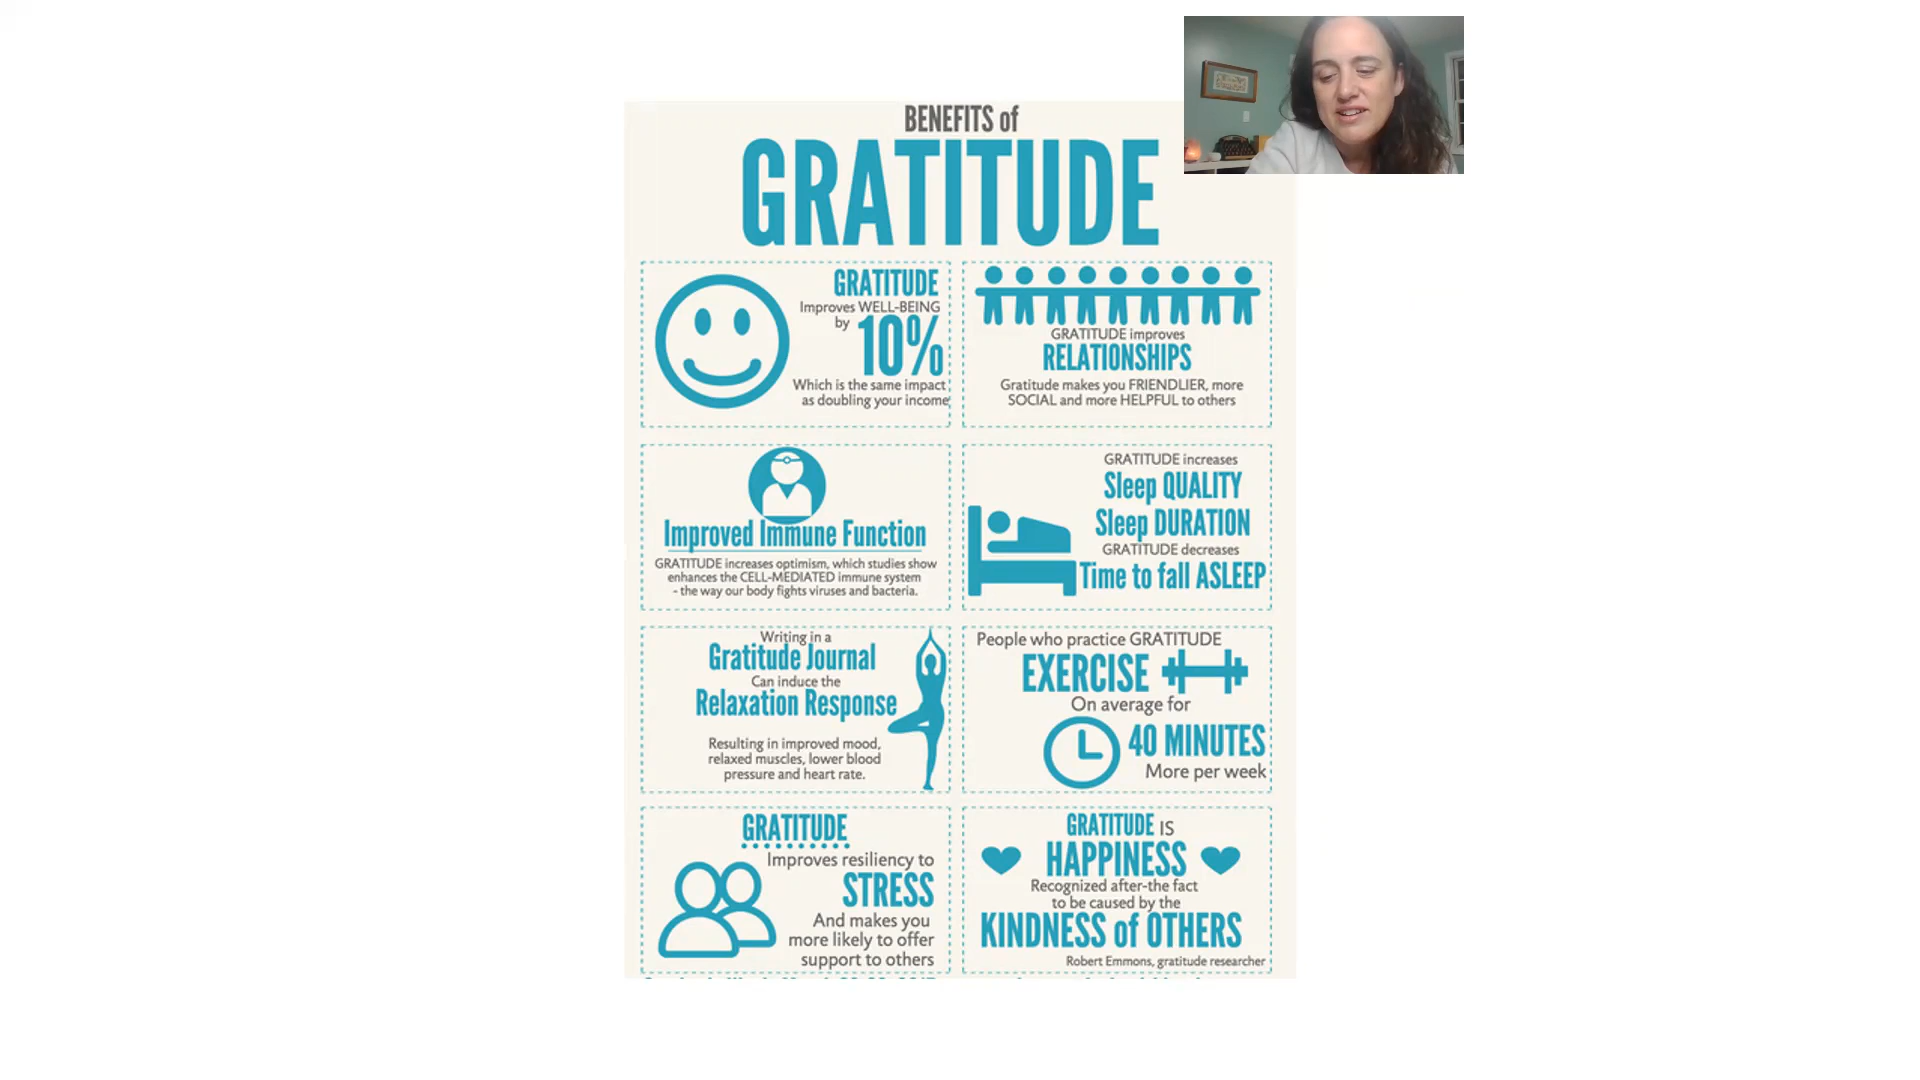 BENEFITS of
GRATITUDE
GRATITUDE
Improves WELL-BEING
by 10%
Which is the same impact
as doubling your income
GRATITUDE improves
RELATIONSHIPS
Gratitude makes you FRIENDLIER, more
SOCIAL and more HELPFUL to others
Improved Immune Function
GRATITUDE increases optimism, which studies show
enhances the CELL-MEDIATED immune system
- the way our body fights viruses and bacteria.
GRATITUDE increases
Sleep QUALITY
Sleep DURATION
GRATITUDE decreases
Time to fall ASLEEP
Writing in a
Gratitude Journal
Can induce the
Relaxation Response
Resulting in improved mood,
relaxed muscles, lower blood
pressure and heart rate.
People who practice GRATITUDE
EXERCISE
On average for
40 MINUTES
More per week
GRATITUDE
Improves resiliency to
STRESS
And makes you
more likely to offer
support to others
GRATITUDE IS
HAPPINESS
Recognized after-the fact
to be caused by the
KINDNESS of OTHERS
Robert Emmons, gratitude researcher